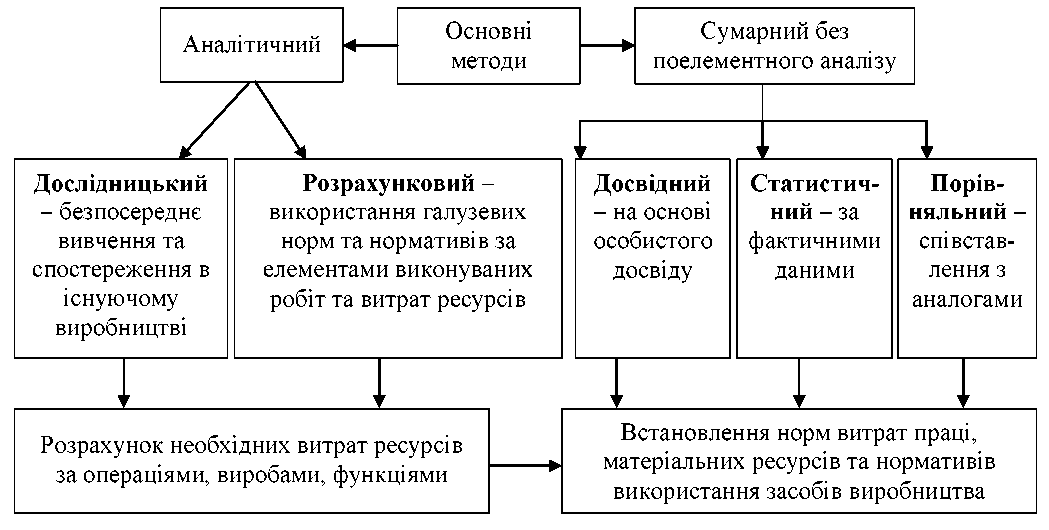 Аналітичний
Основні
методи
Сумарний без
поелементного аналізу
Дослідницький
– безпосереднє
вивчення та
спостереження в
існуючому
виробництві
Розрахунковий –
використання галузевих
норм та нормативів за
елементами виконуваних
робіт та витрат ресурсів
Досвідний
– на основі
особистого
досвіду
Статистич-
ний – за
фактичними
даними
Порів-
няльний –
співстав-
лення з
аналогами
Розрахунок необхідних витрат ресурсів
за операціями, виробами, функціями
Встановлення норм витрат праці,
матеріальних ресурсів та нормативів
використання засобів виробництва